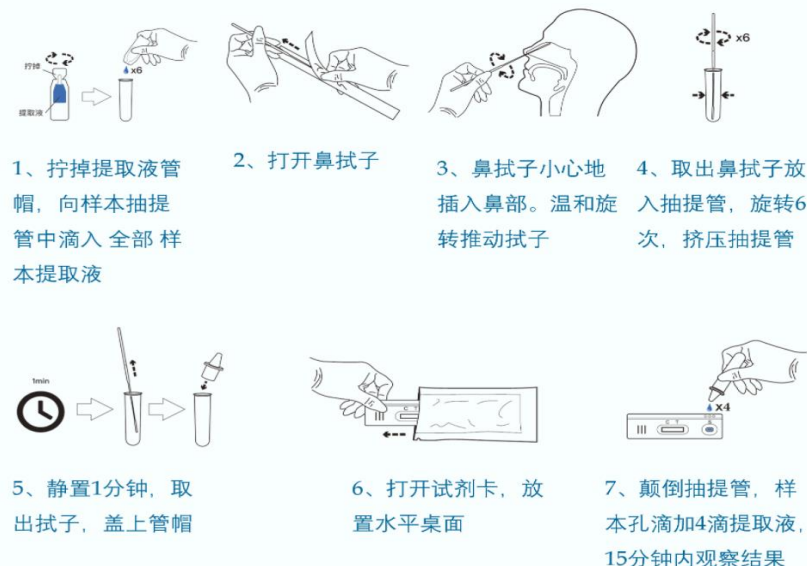 拧掉
提取液
x6
x6
1、拧掉提取液管
帽，向样本抽提
管中滴入 全部 样
本提取液
2、打开鼻拭子
3、鼻拭子小心地
插入鼻部。温和旋
转推动拭子
4、取出鼻拭子放
入抽提管，旋转6
次，挤压抽提管
1min
C T
x4
C T
S
5、静置1分钟，取
出拭子，盖上管帽
6、打开试剂卡，放
置水平桌面
7、颠倒抽提管，样
本孔滴加4滴提取液，
15分钟内观察结果